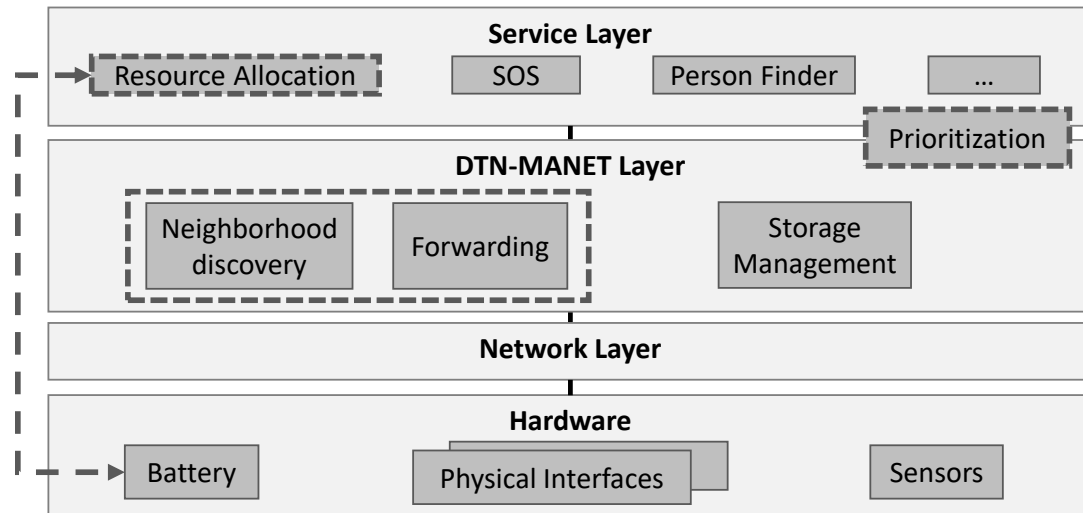 Service Layer
Resource Allocation
SOS
Person Finder
...
Prioritization
DTN-MANET Layer
Neighborhood
discovery
Forwarding
Storage
Management
Network Layer
Hardware
Battery
Physical Interfaces
Sensors